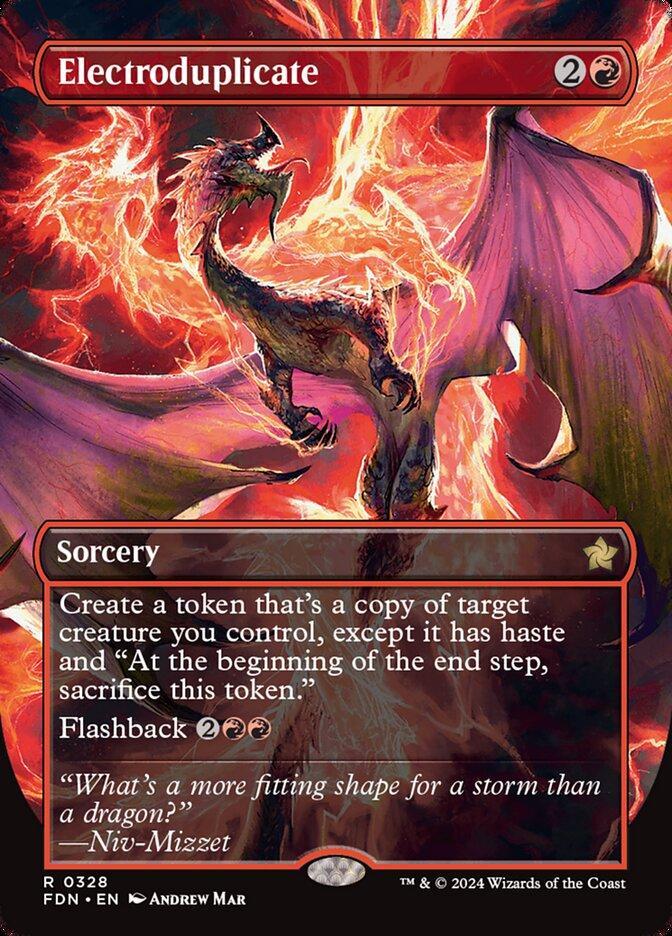 Electroduplicate 2
Sorcery
Create a token that's a copy of target
creature you control, except it has haste
and “At the beginning of the end step,
sacrifice this token.”
Flashback 2
“What's a more fitting shape for a storm than
a dragon?”
—Niv-Mizzet
R 0328
FDN • EN Andrew Mar
™ & © 2024 Wizards of the Coast